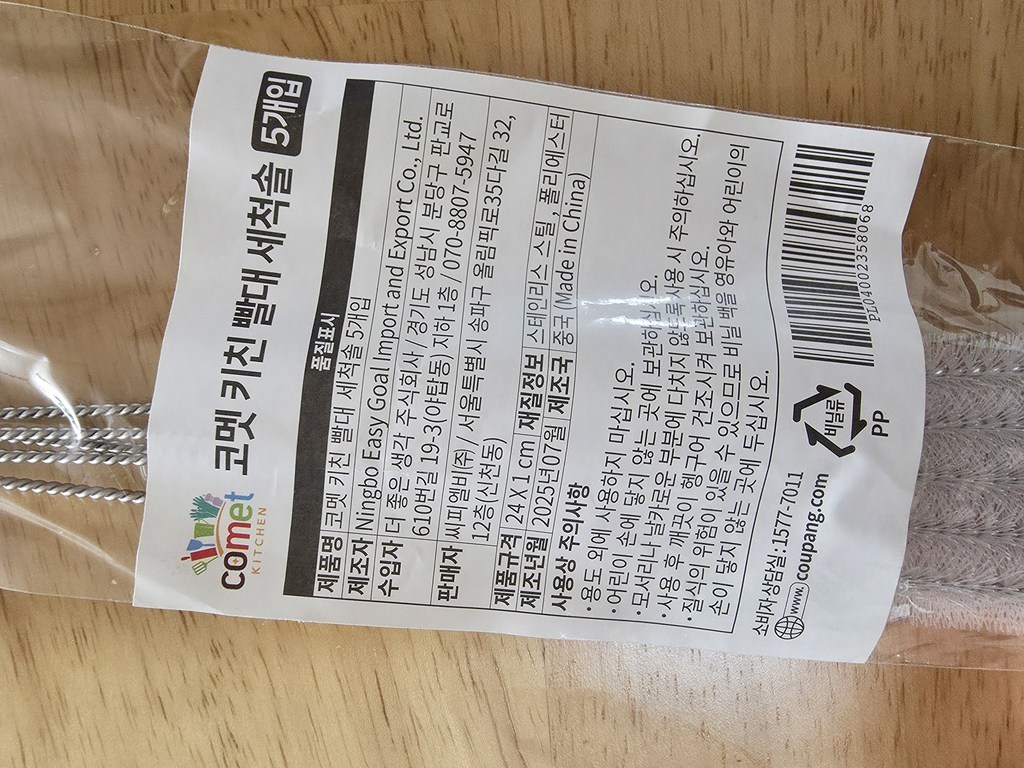 comet
KITCHEN
코멧 키친 빨대 세척솔 5개입
품질표시
제품명 코멧 키친 빨대 세척솔 5개입
제조자 Ningbo Easy Goal Import and Export Co., Ltd.
수입자 더 좋은 생각 주식회사 / 경기도 성남시 분당구 판교로
610번길 19-3(야탑동) 지하 1층 / 070-8807-5947
판매자 씨피엘비(주) / 서울특별시 송파구 올림픽로35다길 32,
12층(신천동)
제품규격 24 X 1 cm 재질정보 스테인리스 스틸, 폴리에스터
제조년월 2025년07월 제조국 중국 (Made in China)
사용상 주의사항
· 용도 외에 사용하지 마십시오.
· 어린이 손에 닿지 않는 곳에 보관하십시오.
· 모서리나 날카로운 부분에 다치지 않도록 사용 시 주의하십시오.
· 사용 후 깨끗이 헹구어 건조시켜 보관하십시오.
· 질식의 위험이 있을 수 있으므로 비닐 백을 영유아와 어린이의
손이 닿지 않는 곳에 두십시오.
소비자상담실 : 1577-7011
www.coupang.com
비닐류
PP
P104002358068